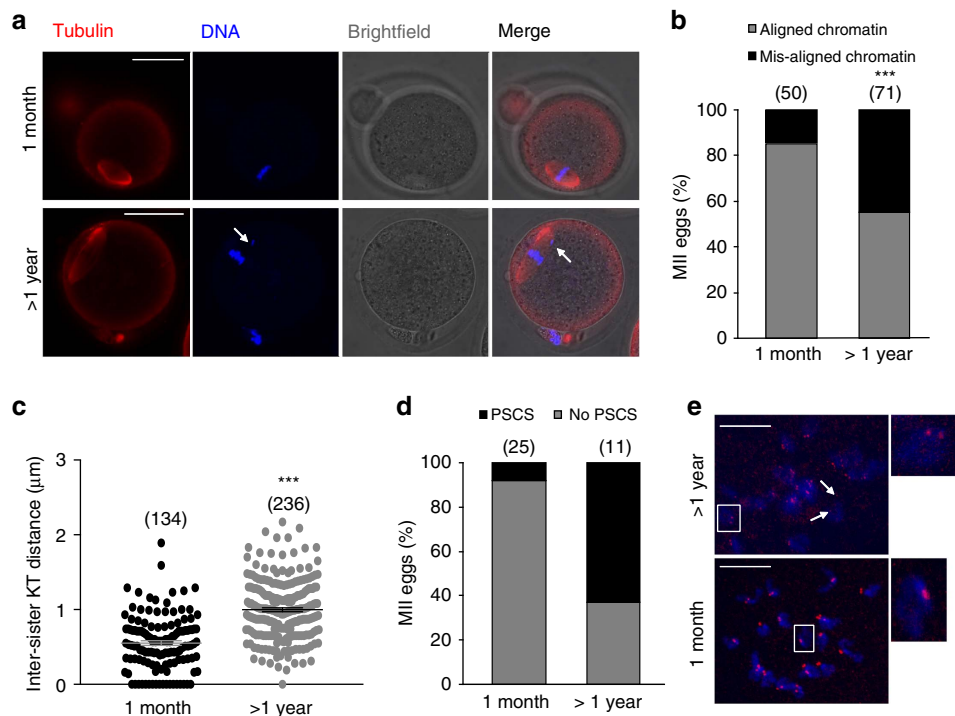 a
Tubulin
DNA
Brightfield
Merge
1 month
>1 year
b
Aligned chromatin
Mis-aligned chromatin
***
(50)
(71)
100
80
60
40
20
0
MII eggs (%)
1 month
> 1 year
c
3
2
1
0
Inter-sister KT distance (μm)
(134)
***
(236)
1 month
>1 year
d
PSCS
No PSCS
(25)
(11)
100
80
60
40
20
0
MII eggs (%)
1 month
> 1 year
e
>1 year
1 month